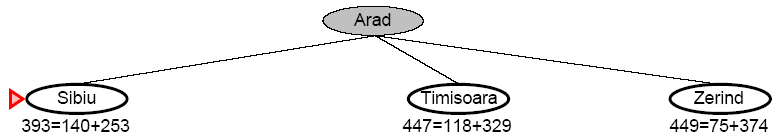 Arad
Sibiu
Timisoara
Zerind
393=140+253
447=118+329
449=75+374